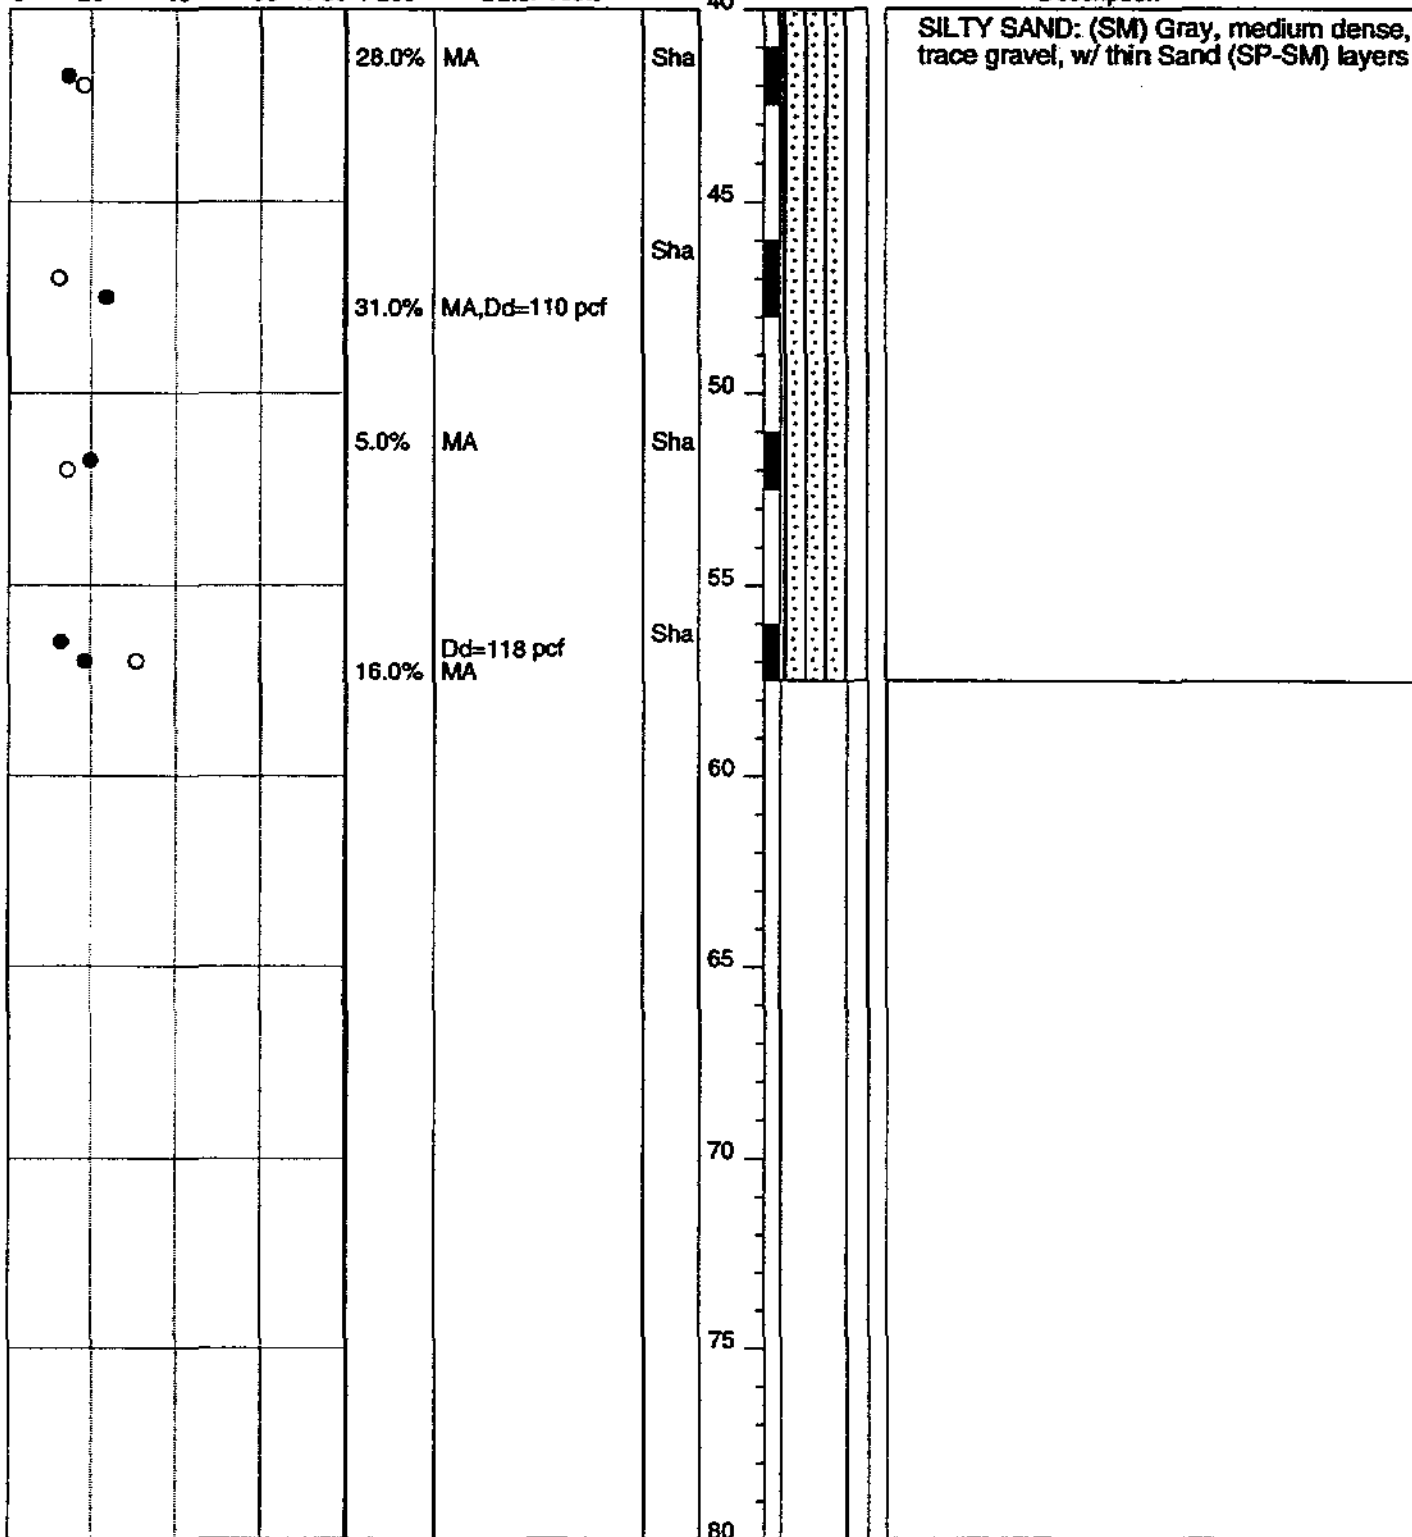 40
28.0% MA Sha
SILTY SAND: (SM) Gray, medium dense,
trace gravel, w/ thin Sand (SP-SM) layers
45
Sha
31.0% MA,Dd=110 pcf
50
5.0% MA Sha
55
Sha
Dd=118 pcf
16.0% MA
60
65
70
75
80